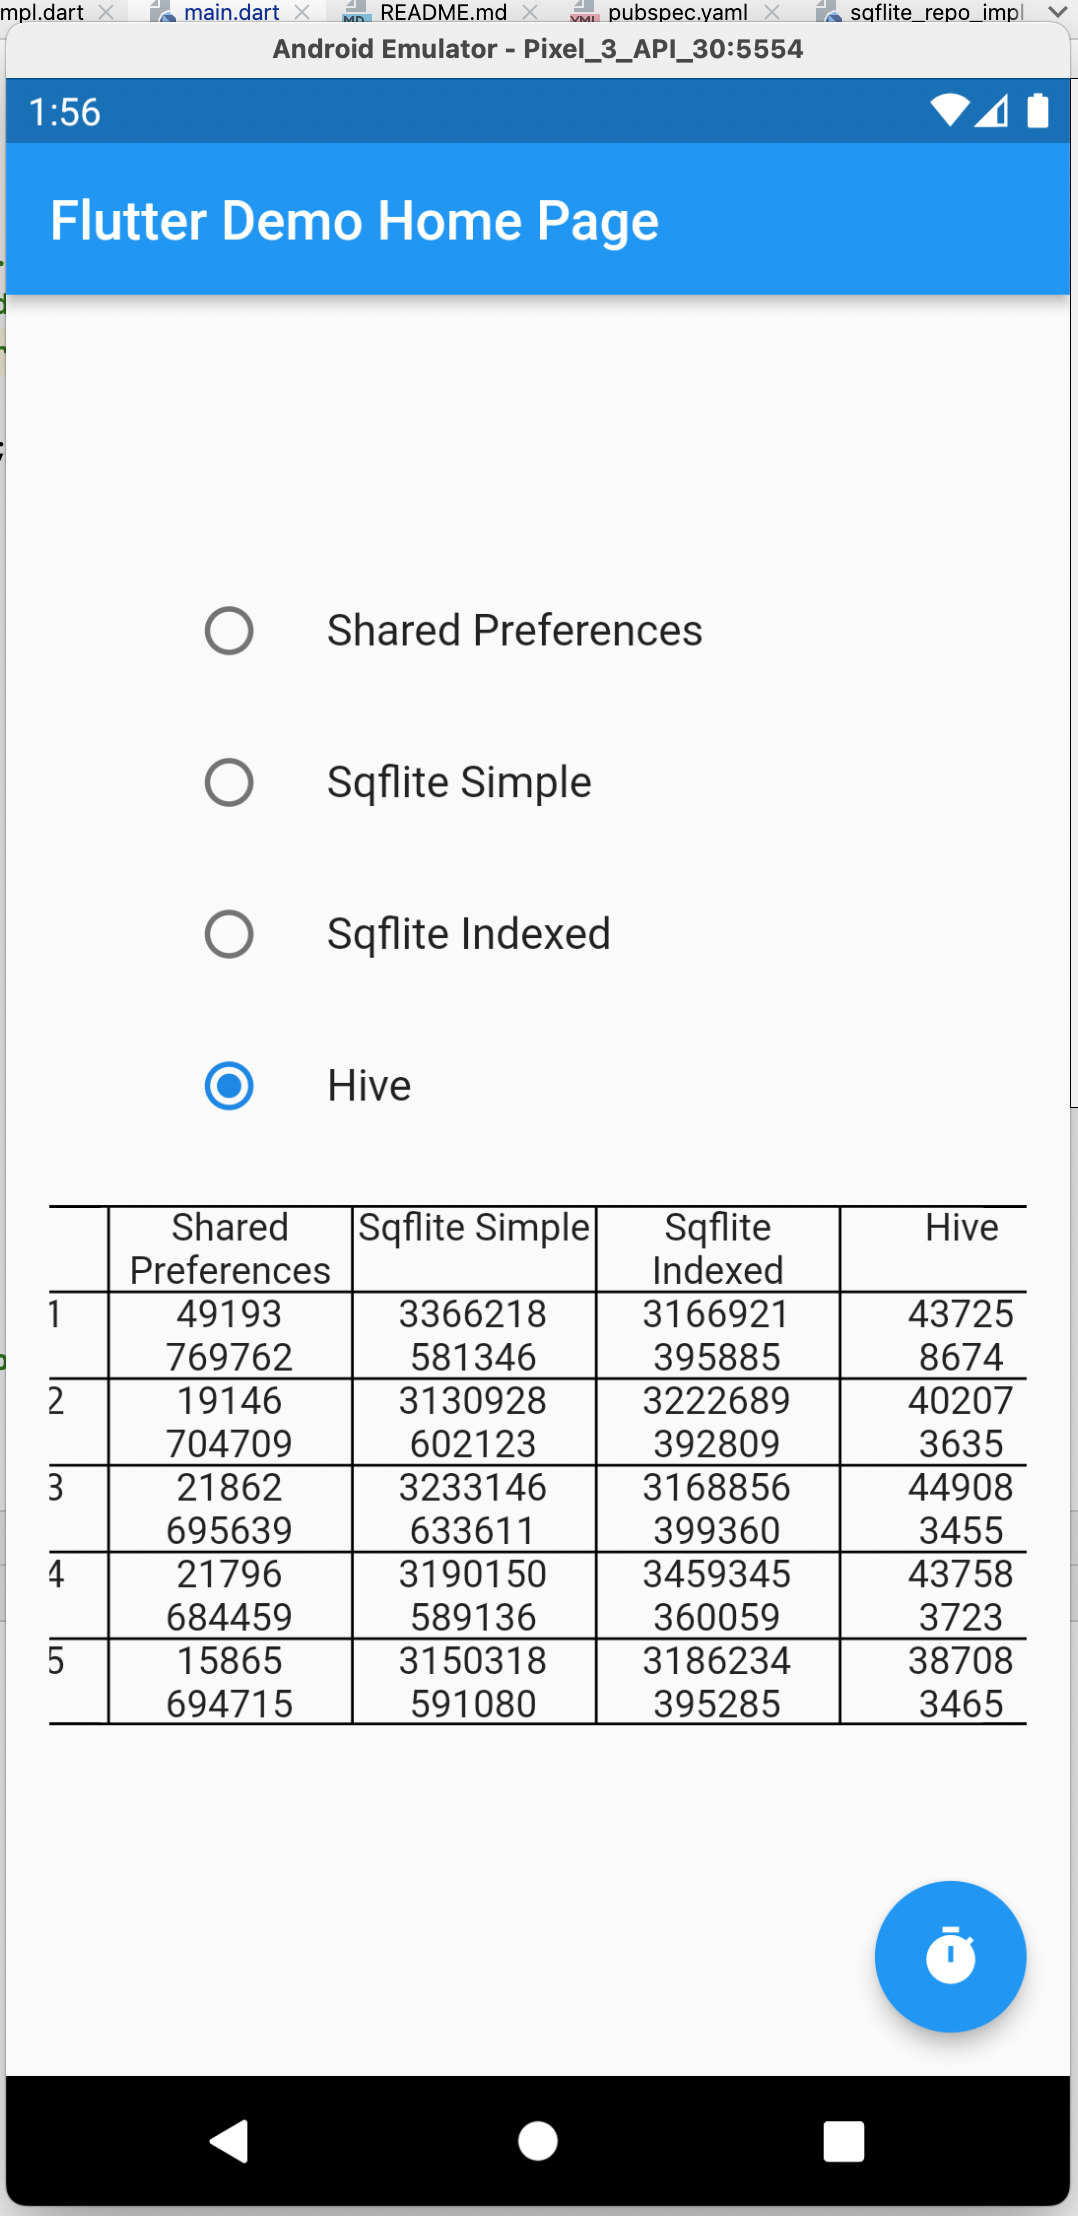 mpl.dart main.dart README.md pubspec.yaml sqflite_repo_impl
Android Emulator - Pixel_3_API_30:5554
1:56
Flutter Demo Home Page
Shared Preferences
Sqflite Simple
Sqflite Indexed
Hive
Shared Preferences Sqflite Simple Sqflite Indexed Hive
1 49193 3366218 3166921 43725
769762 581346 395885 8674
2 19146 3130928 3222689 40207
704709 602123 392809 3635
3 21862 3233146 3168856 44908
695639 633611 399360 3455
4 21796 3190150 3459345 43758
684459 589136 360059 3723
5 15865 3150318 3186234 38708
694715 591080 395285 3465